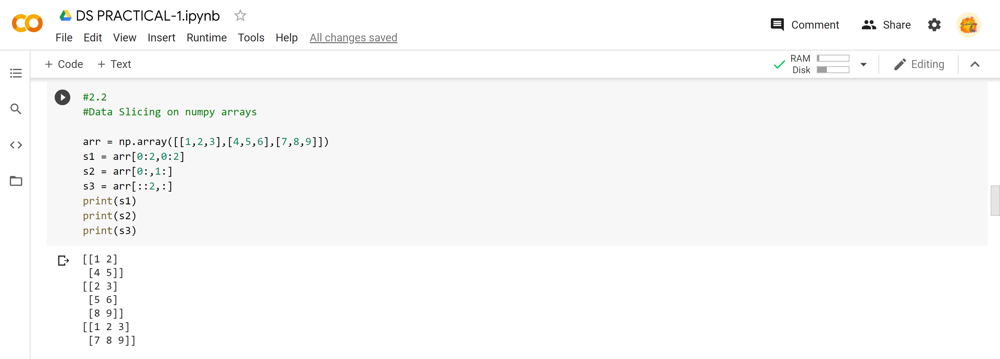 DS PRACTICAL-1.ipynb
File Edit View Insert Runtime Tools Help All changes saved
Comment Share
+ Code + Text
RAM
Disk
Editing
#2.2
#Data Slicing on numpy arrays
arr = np.array([[1,2,3],[4,5,6],[7,8,9]])
s1 = arr[0:2,0:2]
s2 = arr[0:,1:]
s3 = arr[::2,:]
print(s1)
print(s2)
print(s3)
[[1 2]
 [4 5]]
[[2 3]
 [5 6]
 [8 9]]
[[1 2 3]
 [7 8 9]]